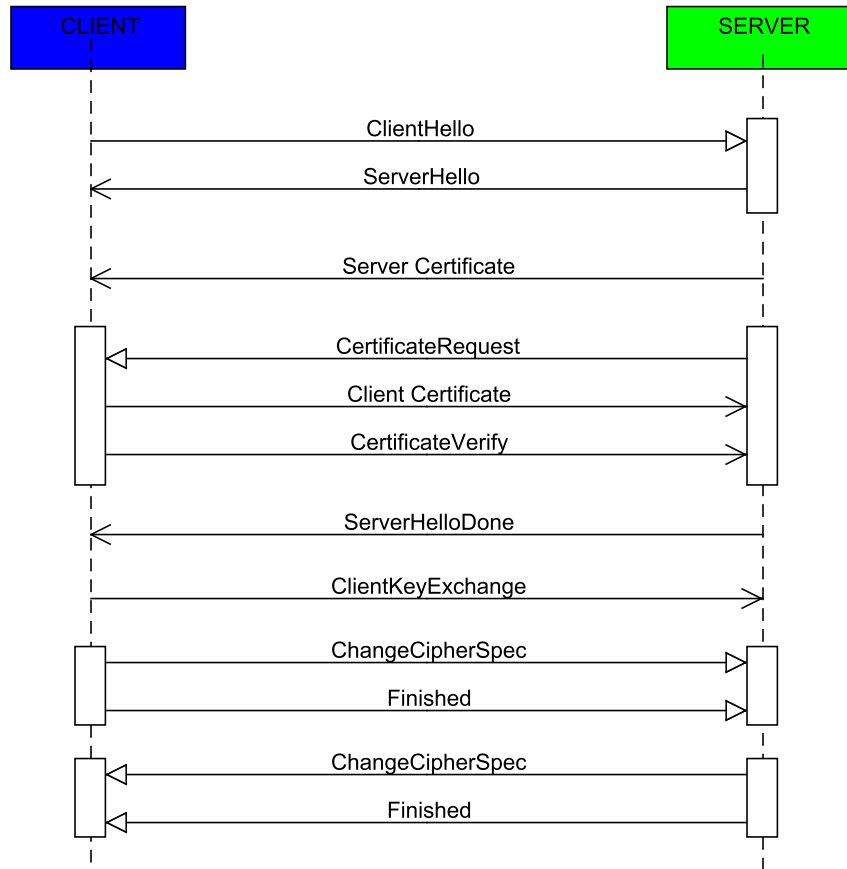 CLIENT
SERVER
ClientHello
ServerHello
Server Certificate
CertificateRequest
Client Certificate
CertificateVerify
ServerHelloDone
ClientKeyExchange
ChangeCipherSpec
Finished
ChangeCipherSpec
Finished